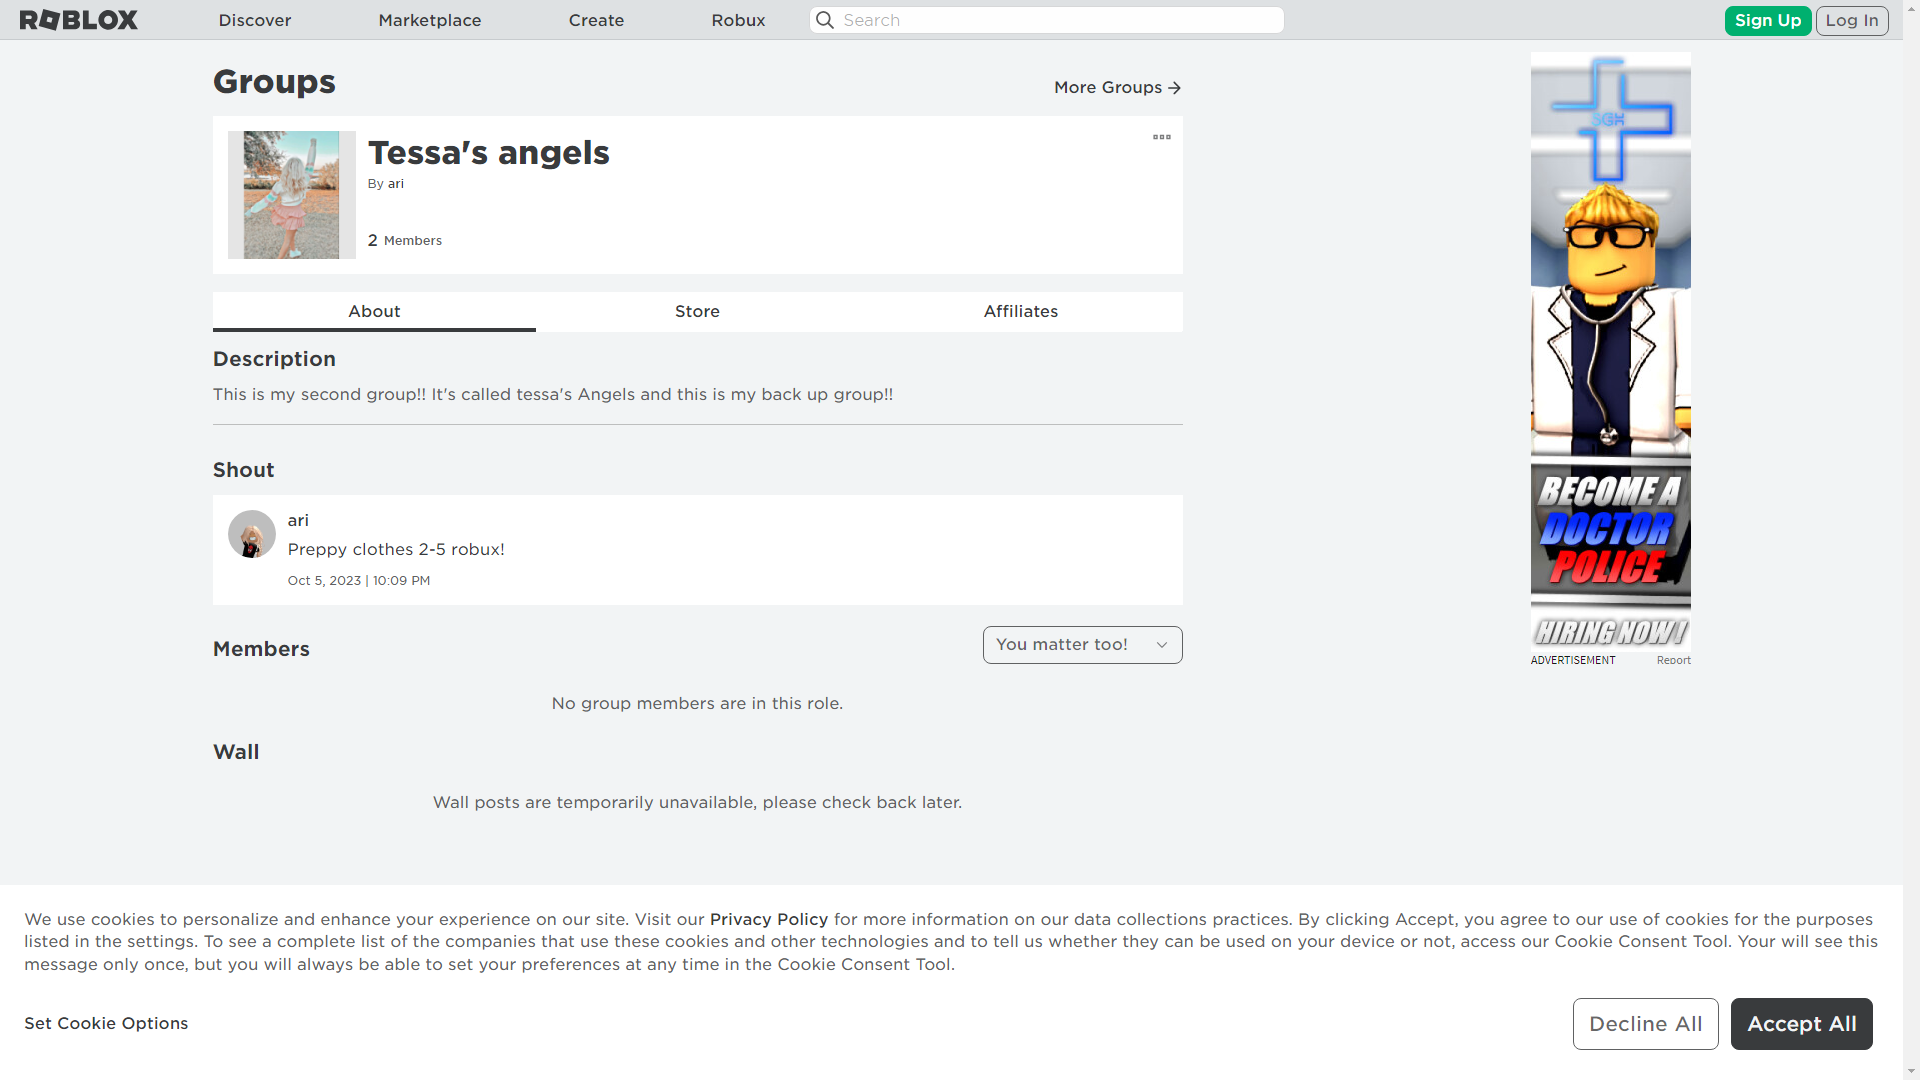 ROBLOX
Discover
Marketplace
Create
Robux
Search
Sign Up
Log In
Groups
More Groups
Tessa's angels
By ari
2 Members
About
Store
Affiliates
Description
This is my second group!! It's called tessa's Angels and this is my back up group!!
Shout
ari
Preppy clothes 2-5 robux!
Oct 5, 2023 | 10:09 PM
Members
You matter too!
No group members are in this role.
Wall
Wall posts are temporarily unavailable, please check back later.
SGH
BECOME A
DOCTOR
POLICE
HIRING NOW!
ADVERTISEMENT
Report
We use cookies to personalize and enhance your experience on our site. Visit our Privacy Policy for more information on our data collections practices. By clicking Accept, you agree to our use of cookies for the purposes
listed in the settings. To see a complete list of the companies that use these cookies and other technologies and to tell us whether they can be used on your device or not, access our Cookie Consent Tool. Your will see this
message only once, but you will always be able to set your preferences at any time in the Cookie Consent Tool.
Set Cookie Options
Decline All
Accept All